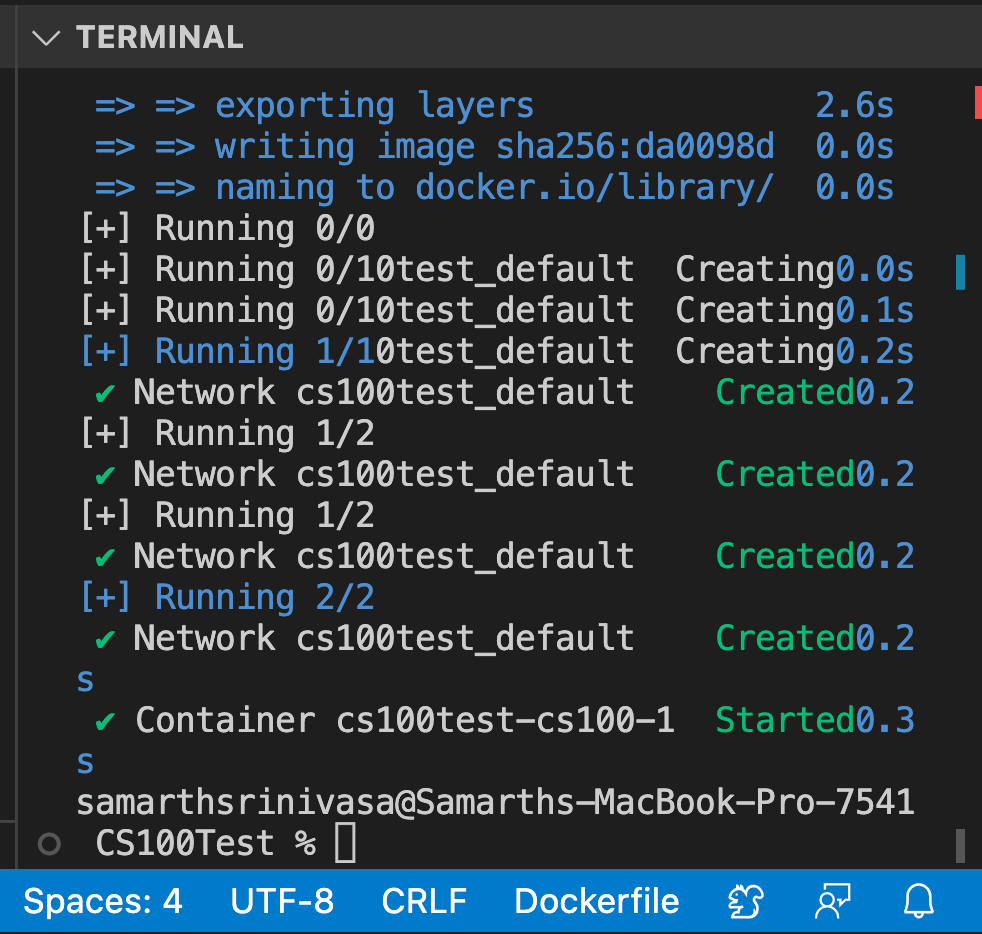 TERMINAL
=> => exporting layers 2.6s
=> => writing image sha256:da0098d 0.0s
=> => naming to docker.io/library/ 0.0s
[+] Running 0/0
[+] Running 0/10test_default Creating0.0s
[+] Running 0/10test_default Creating0.1s
[+] Running 1/10test_default Creating0.2s
✔ Network cs100test_default Created0.2
[+] Running 1/2
✔ Network cs100test_default Created0.2
[+] Running 1/2
✔ Network cs100test_default Created0.2
[+] Running 2/2
✔ Network cs100test_default Created0.2
s
✔ Container cs100test-cs100-1 Started0.3
s
samarthsrinivasa@Samarths-MacBook-Pro-7541
CS100Test %
Spaces: 4 UTF-8 CRLF Dockerfile